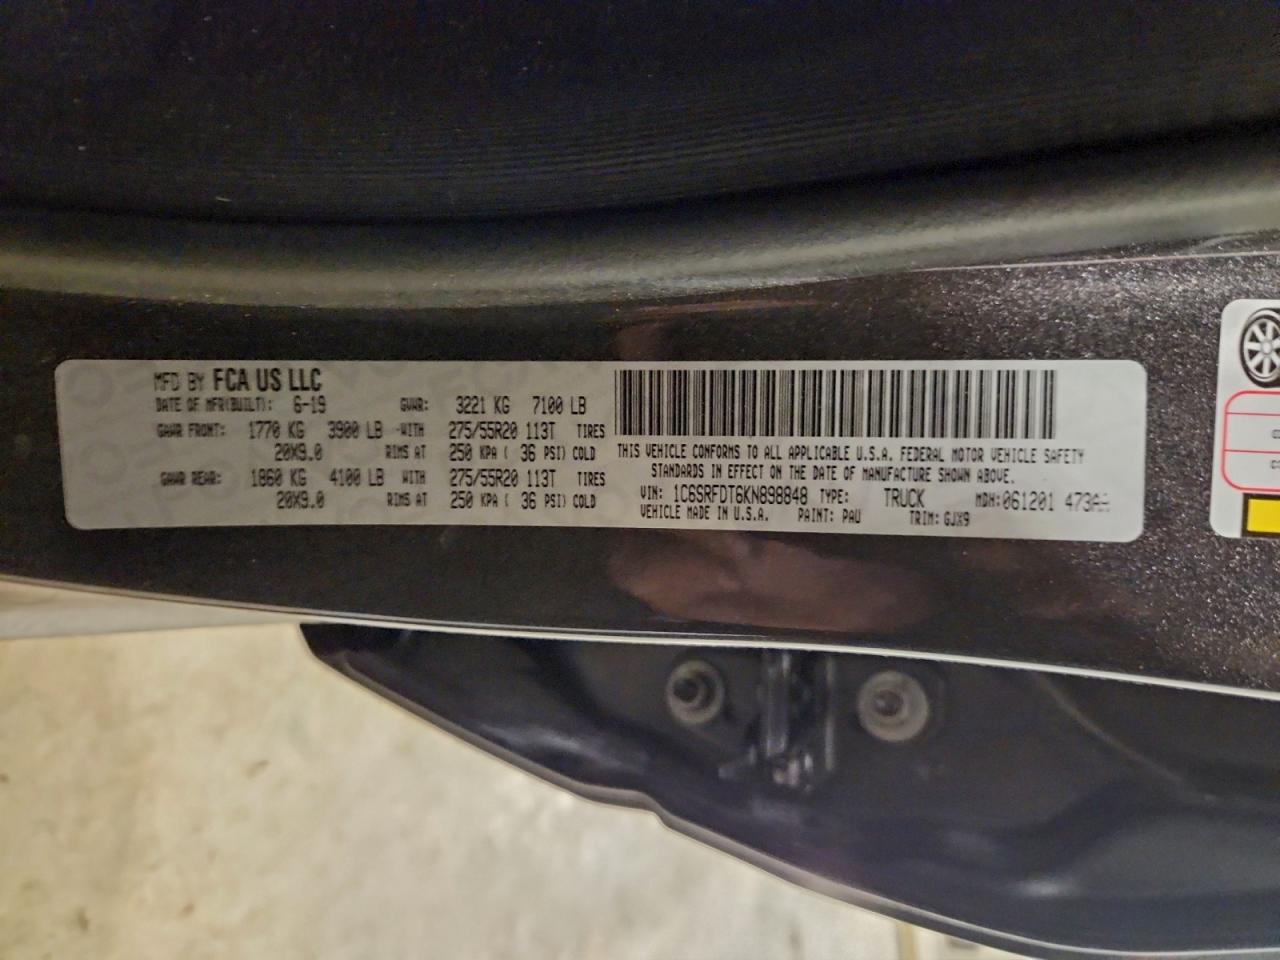 MFD BY FCA US LLC
DATE OF MFR(BUILT): 6-19 GVWR: 3221 KG 7100 LB
GAWR FRONT: 1770 KG 3900 LB -WITH 275/55R20 113T TIRES
20X9.0 RIMS AT 250 KPA ( 36 PSI) COLD
GAWR REAR: 1860 KG 4100 LB WITH 275/55R20 113T TIRES
20X9.0 RIMS AT 250 KPA ( 36 PSI) COLD
THIS VEHICLE CONFORMS TO ALL APPLICABLE U.S.A. FEDERAL MOTOR VEHICLE SAFETY
STANDARDS IN EFFECT ON THE DATE OF MANUFACTURE SHOWN ABOVE.
VIN: 1C6SRFDT6KN898848 TYPE: TRUCK MDH:061201 473AA
VEHICLE MADE IN U.S.A. PAINT: PAU TRIM: GJX9